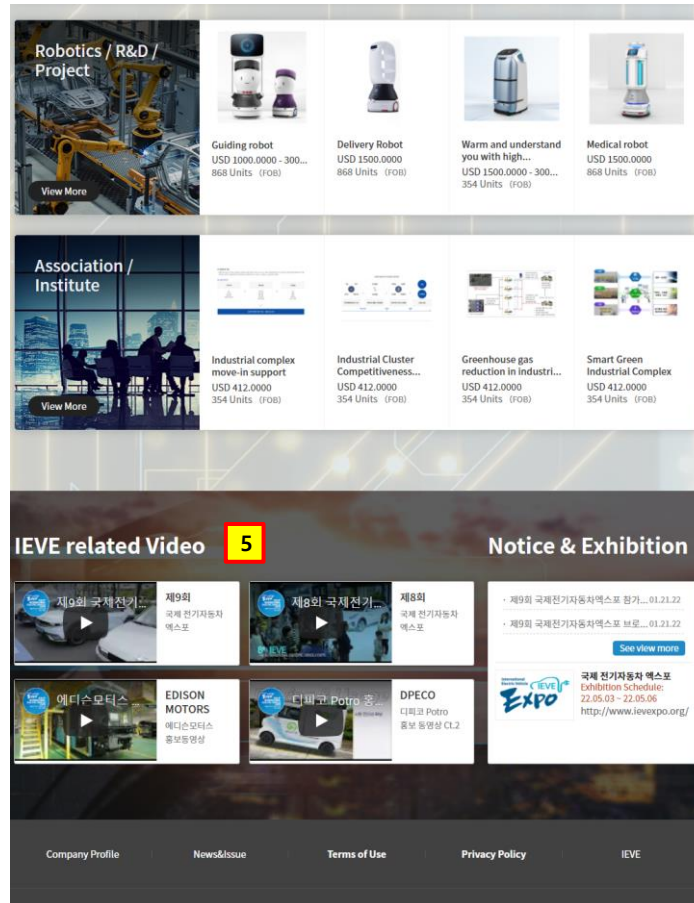 Robotics / R&D /
Project
View More
Guiding robot
USD 1000.0000 - 300...
868 Units (FOB)
Delivery Robot
USD 1500.0000
868 Units (FOB)
Warm and understand
you with high...
USD 1500.0000 - 300...
354 Units (FOB)
Medical robot
USD 1500.0000
868 Units (FOB)
Association /
Institute
View More
Industrial complex
move-in support
USD 412.0000
354 Units (FOB)
Industrial Cluster
Competitiveness...
USD 412.0000
354 Units (FOB)
Greenhouse gas
reduction in industri...
USD 412.0000
354 Units (FOB)
Smart Green
Industrial Complex
USD 412.0000
354 Units (FOB)
IEVE related Video
5
제9회 국제전기...
제9회
국제 전기자동차
엑스포
제8회 국제전기...
제8회
국제 전기자동차
엑스포
에디슨모터스 ...
EDISON
MOTORS
에디슨모터스
홍보동영상
디피코 Potro 홍...
DPECO
디피코 Potro
홍보 동영상 Ct.2
Notice & Exhibition
· 제9회 국제전기자동차엑스포 참가... 01.21.22
· 제9회 국제전기자동차엑스포 브로... 01.21.22
See view more
International
Electric Vehicle
IEVE
EXPO
국제 전기자동차 엑스포
Exhibition Schedule:
22.05.03 ~ 22.05.06
http://www.ievexpo.org/
Company Profile
News&Issue
Terms of Use
Privacy Policy
IEVE